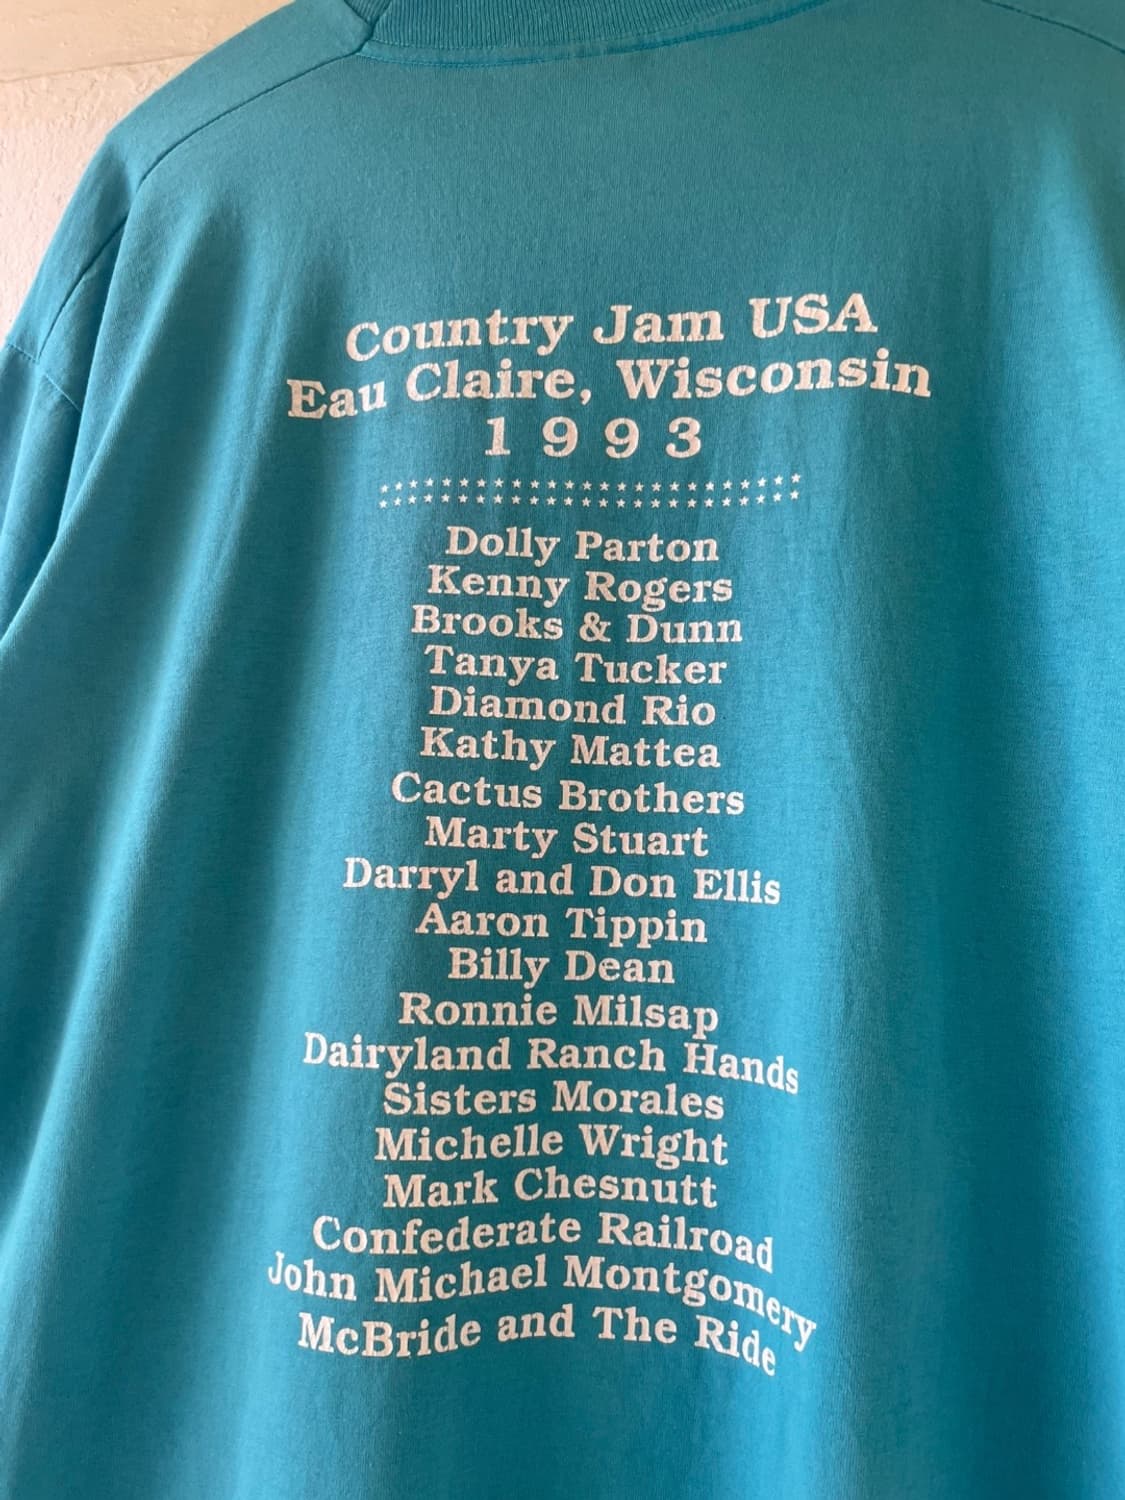 Country Jam USA
Eau Claire, Wisconsin
1993
Dolly Parton
Kenny Rogers
Brooks & Dunn
Tanya Tucker
Diamond Rio
Kathy Mattea
Cactus Brothers
Marty Stuart
Darryl and Don Ellis
Aaron Tippin
Billy Dean
Ronnie Milsap
Dairyland Ranch Hands
Sisters Morales
Michelle Wright
Mark Chesnutt
Confederate Railroad
John Michael Montgomery
McBride and The Ride